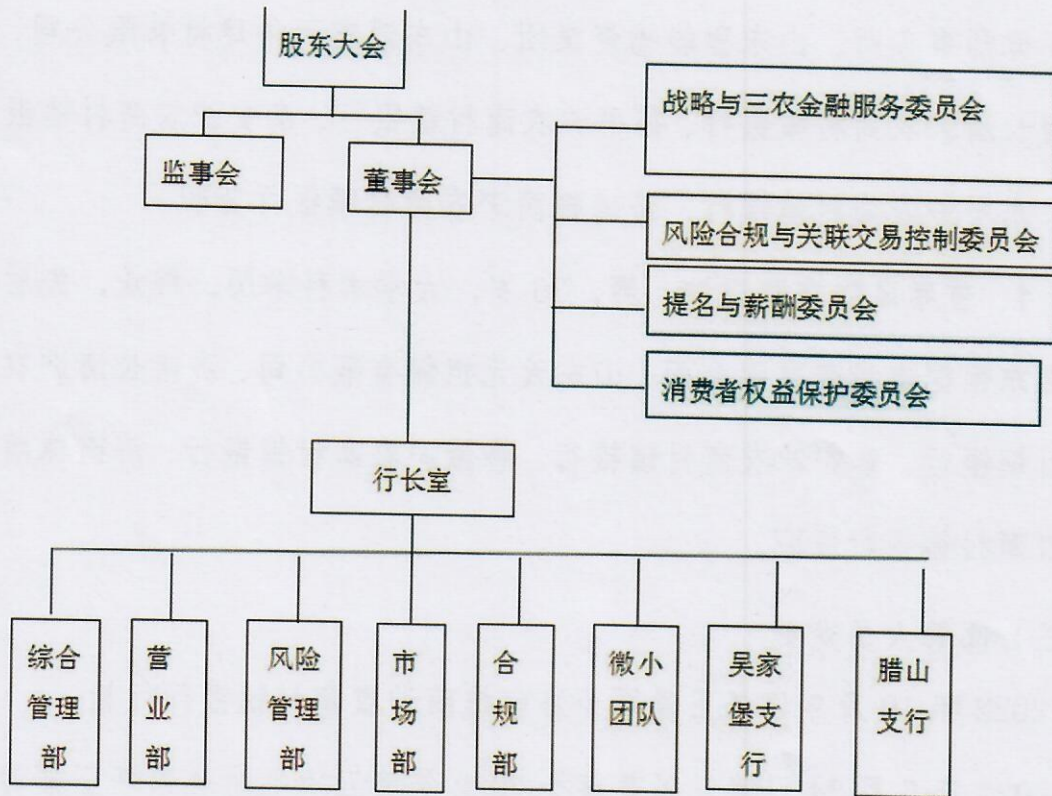 股东大会
监事会
董事会
战略与三农金融服务委员会
风险合规与关联交易控制委员会
提名与薪酬委员会
消费者权益保护委员会
行长室
综合
管理
部
营
业
部
风险
管理
部
市
场
部
合
规
部
微小
团队
吴家
堡支
行
腊山
支行